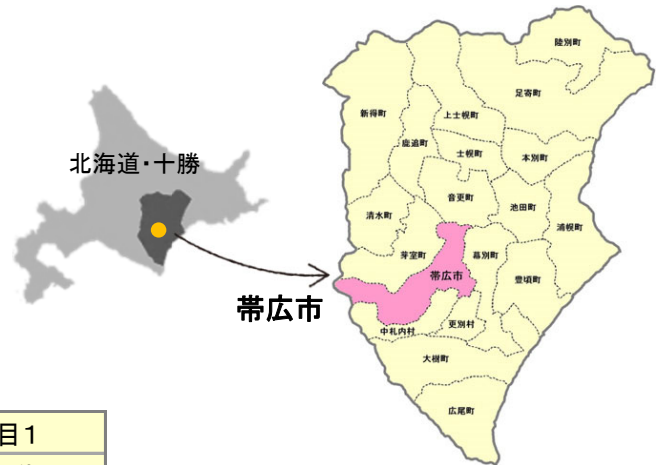 北海道・十勝
帯広市
陸別町
足寄町
新得町
上士幌町
鹿追町
士幌町
本別町
音更町
池田町
清水町
浦幌町
芽室町
幕別町
帯広市
豊頃町
更別村
中札内村
大樹町
広尾町
目1